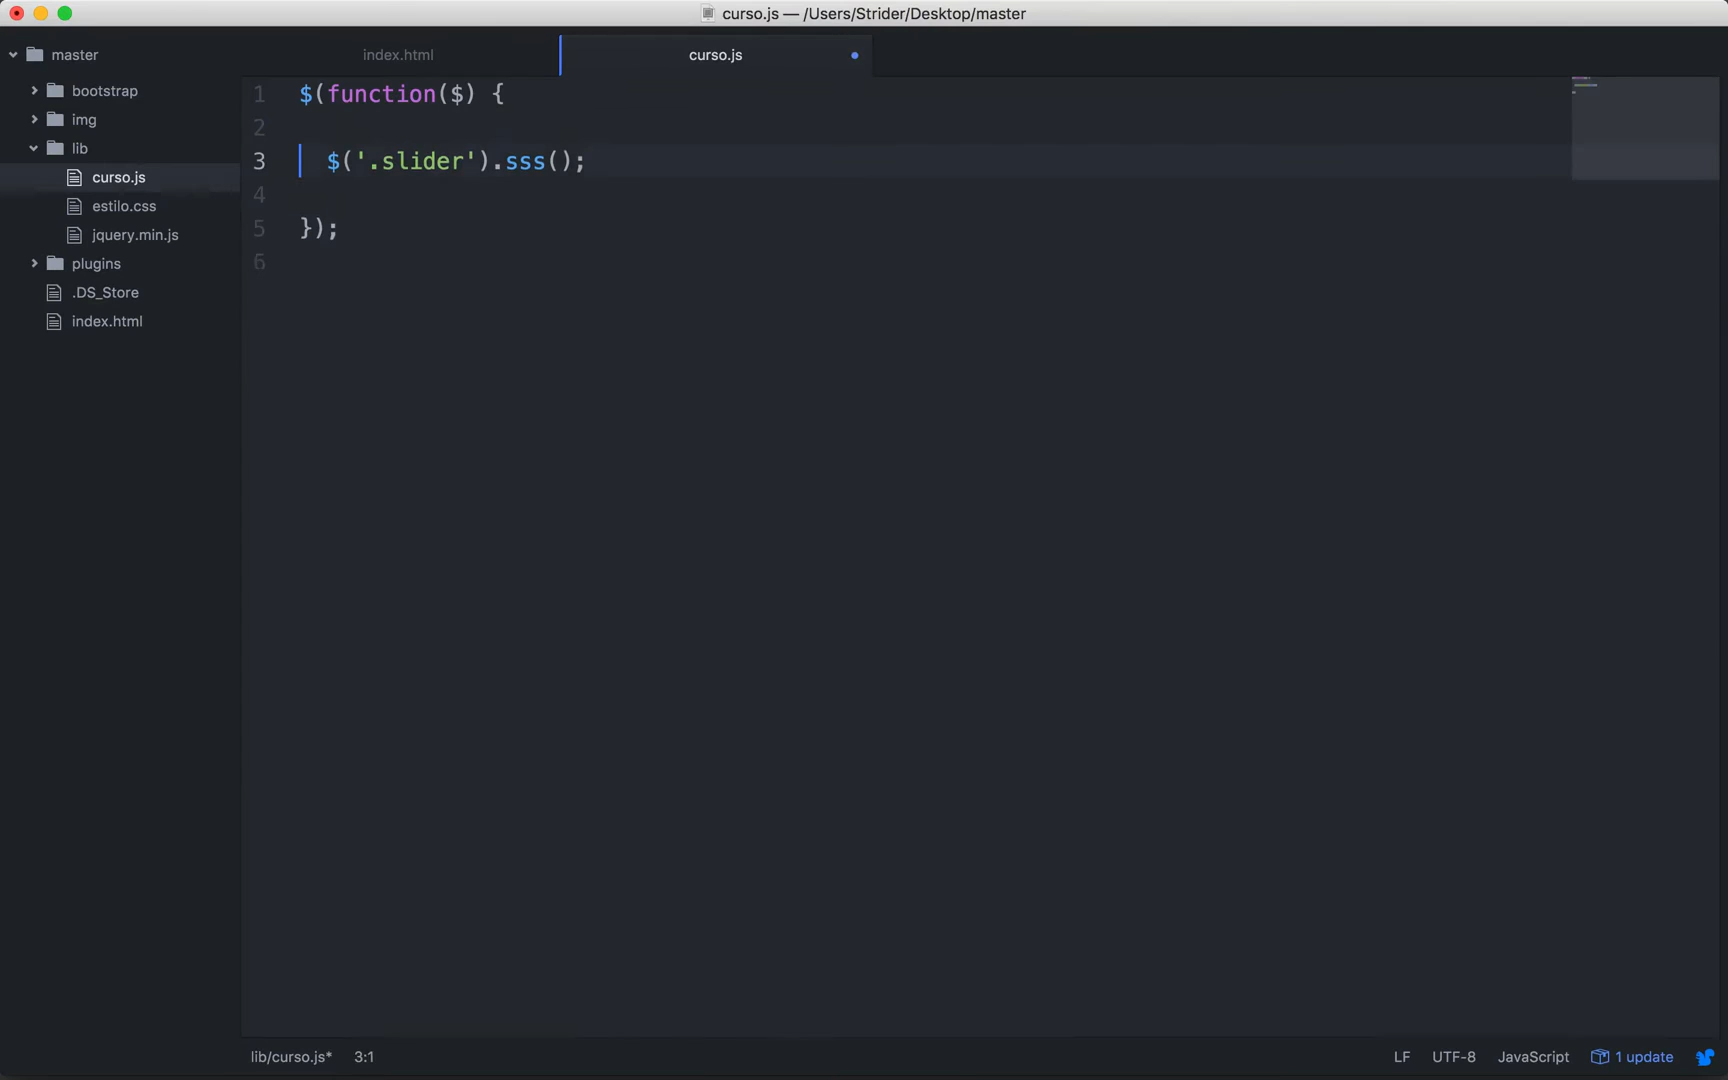 curso.js — /Users/Strider/Desktop/master
master
bootstrap
img
lib
curso.js
estilo.css
jquery.min.js
plugins
.DS_Store
index.html
index.html
curso.js
1 $(function($) {
2
3 $('.slider').sss();
4
5 });
6
lib/curso.js* 3:1
LF UTF-8 JavaScript 1 update